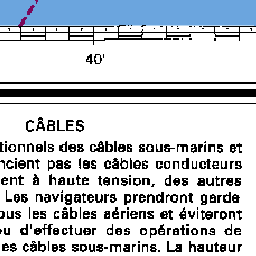 40'
CÂBLES
tionnels des câbles sous-marins et
ncient pas les câbles conducteurs
ent à haute tension, des autres
Les navigateurs prendront garde
ous les câbles aériens et éviteront
ou d'effectuer des opérations de
es câbles sous-marins. La hauteur